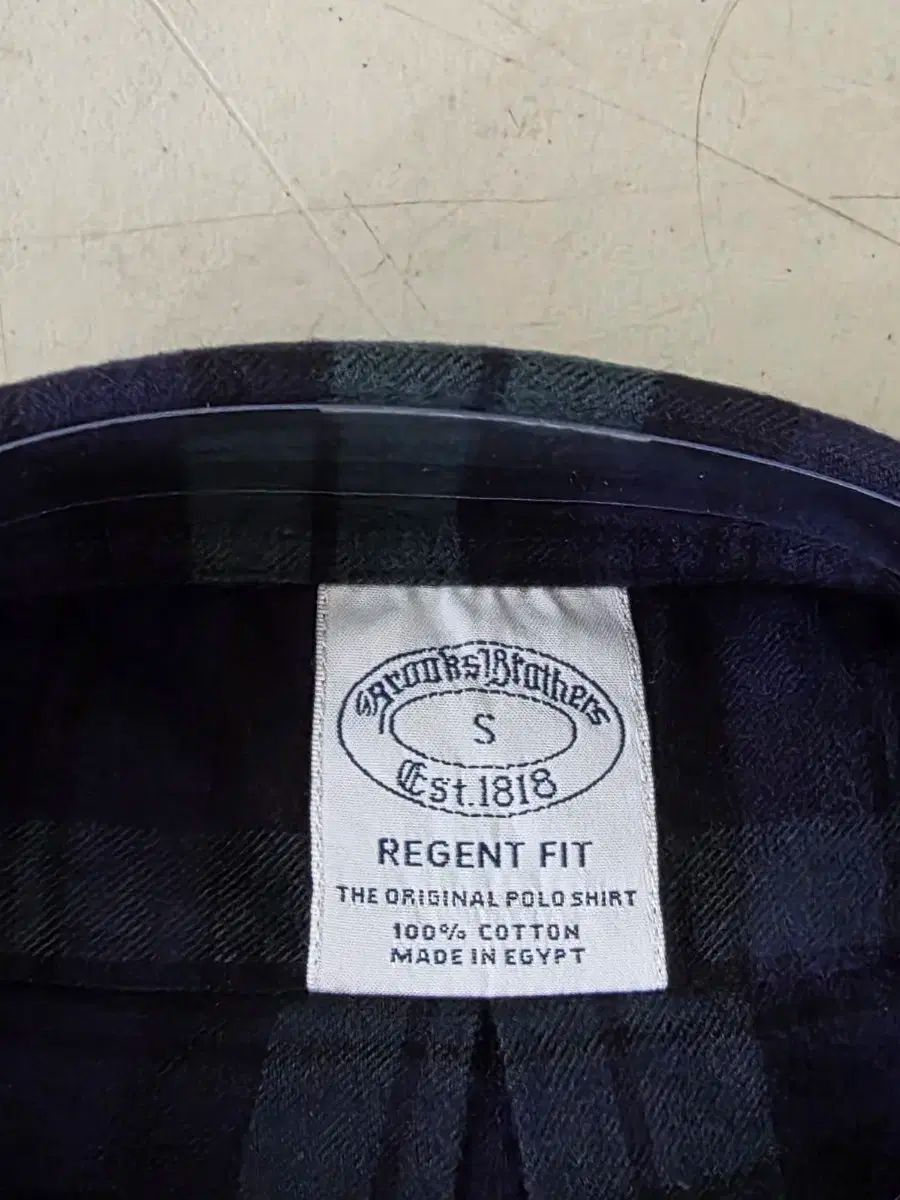 Brooks Brothers
S
Est.1818
REGENT FIT
THE ORIGINAL POLO SHIRT
100% COTTON
MADE IN EGYPT